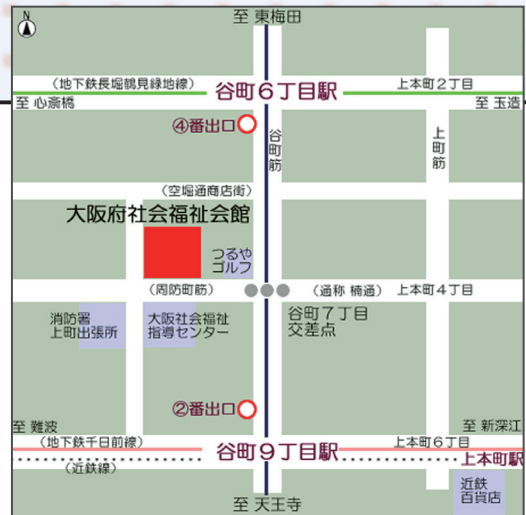 N
至 東梅田
(地下鉄長堀鶴見緑地線)
谷町6丁目駅
上本町2丁目
至 心斎橋
至 玉造
④番出口
谷町筋
上町筋
(空堀通商店街)
大阪府社会福祉会館
つるや
ゴルフ
(周防町筋)
(通称 楠通)
上本町4丁目
消防署
上町出張所
大阪社会福祉
指導センター
谷町7丁目
交差点
②番出口
至 難波
至 新深江
(地下鉄千日前線)
谷町9丁目駅
上本町6丁目
(近鉄線)
上本町駅
近鉄
百貨店
至 天王寺